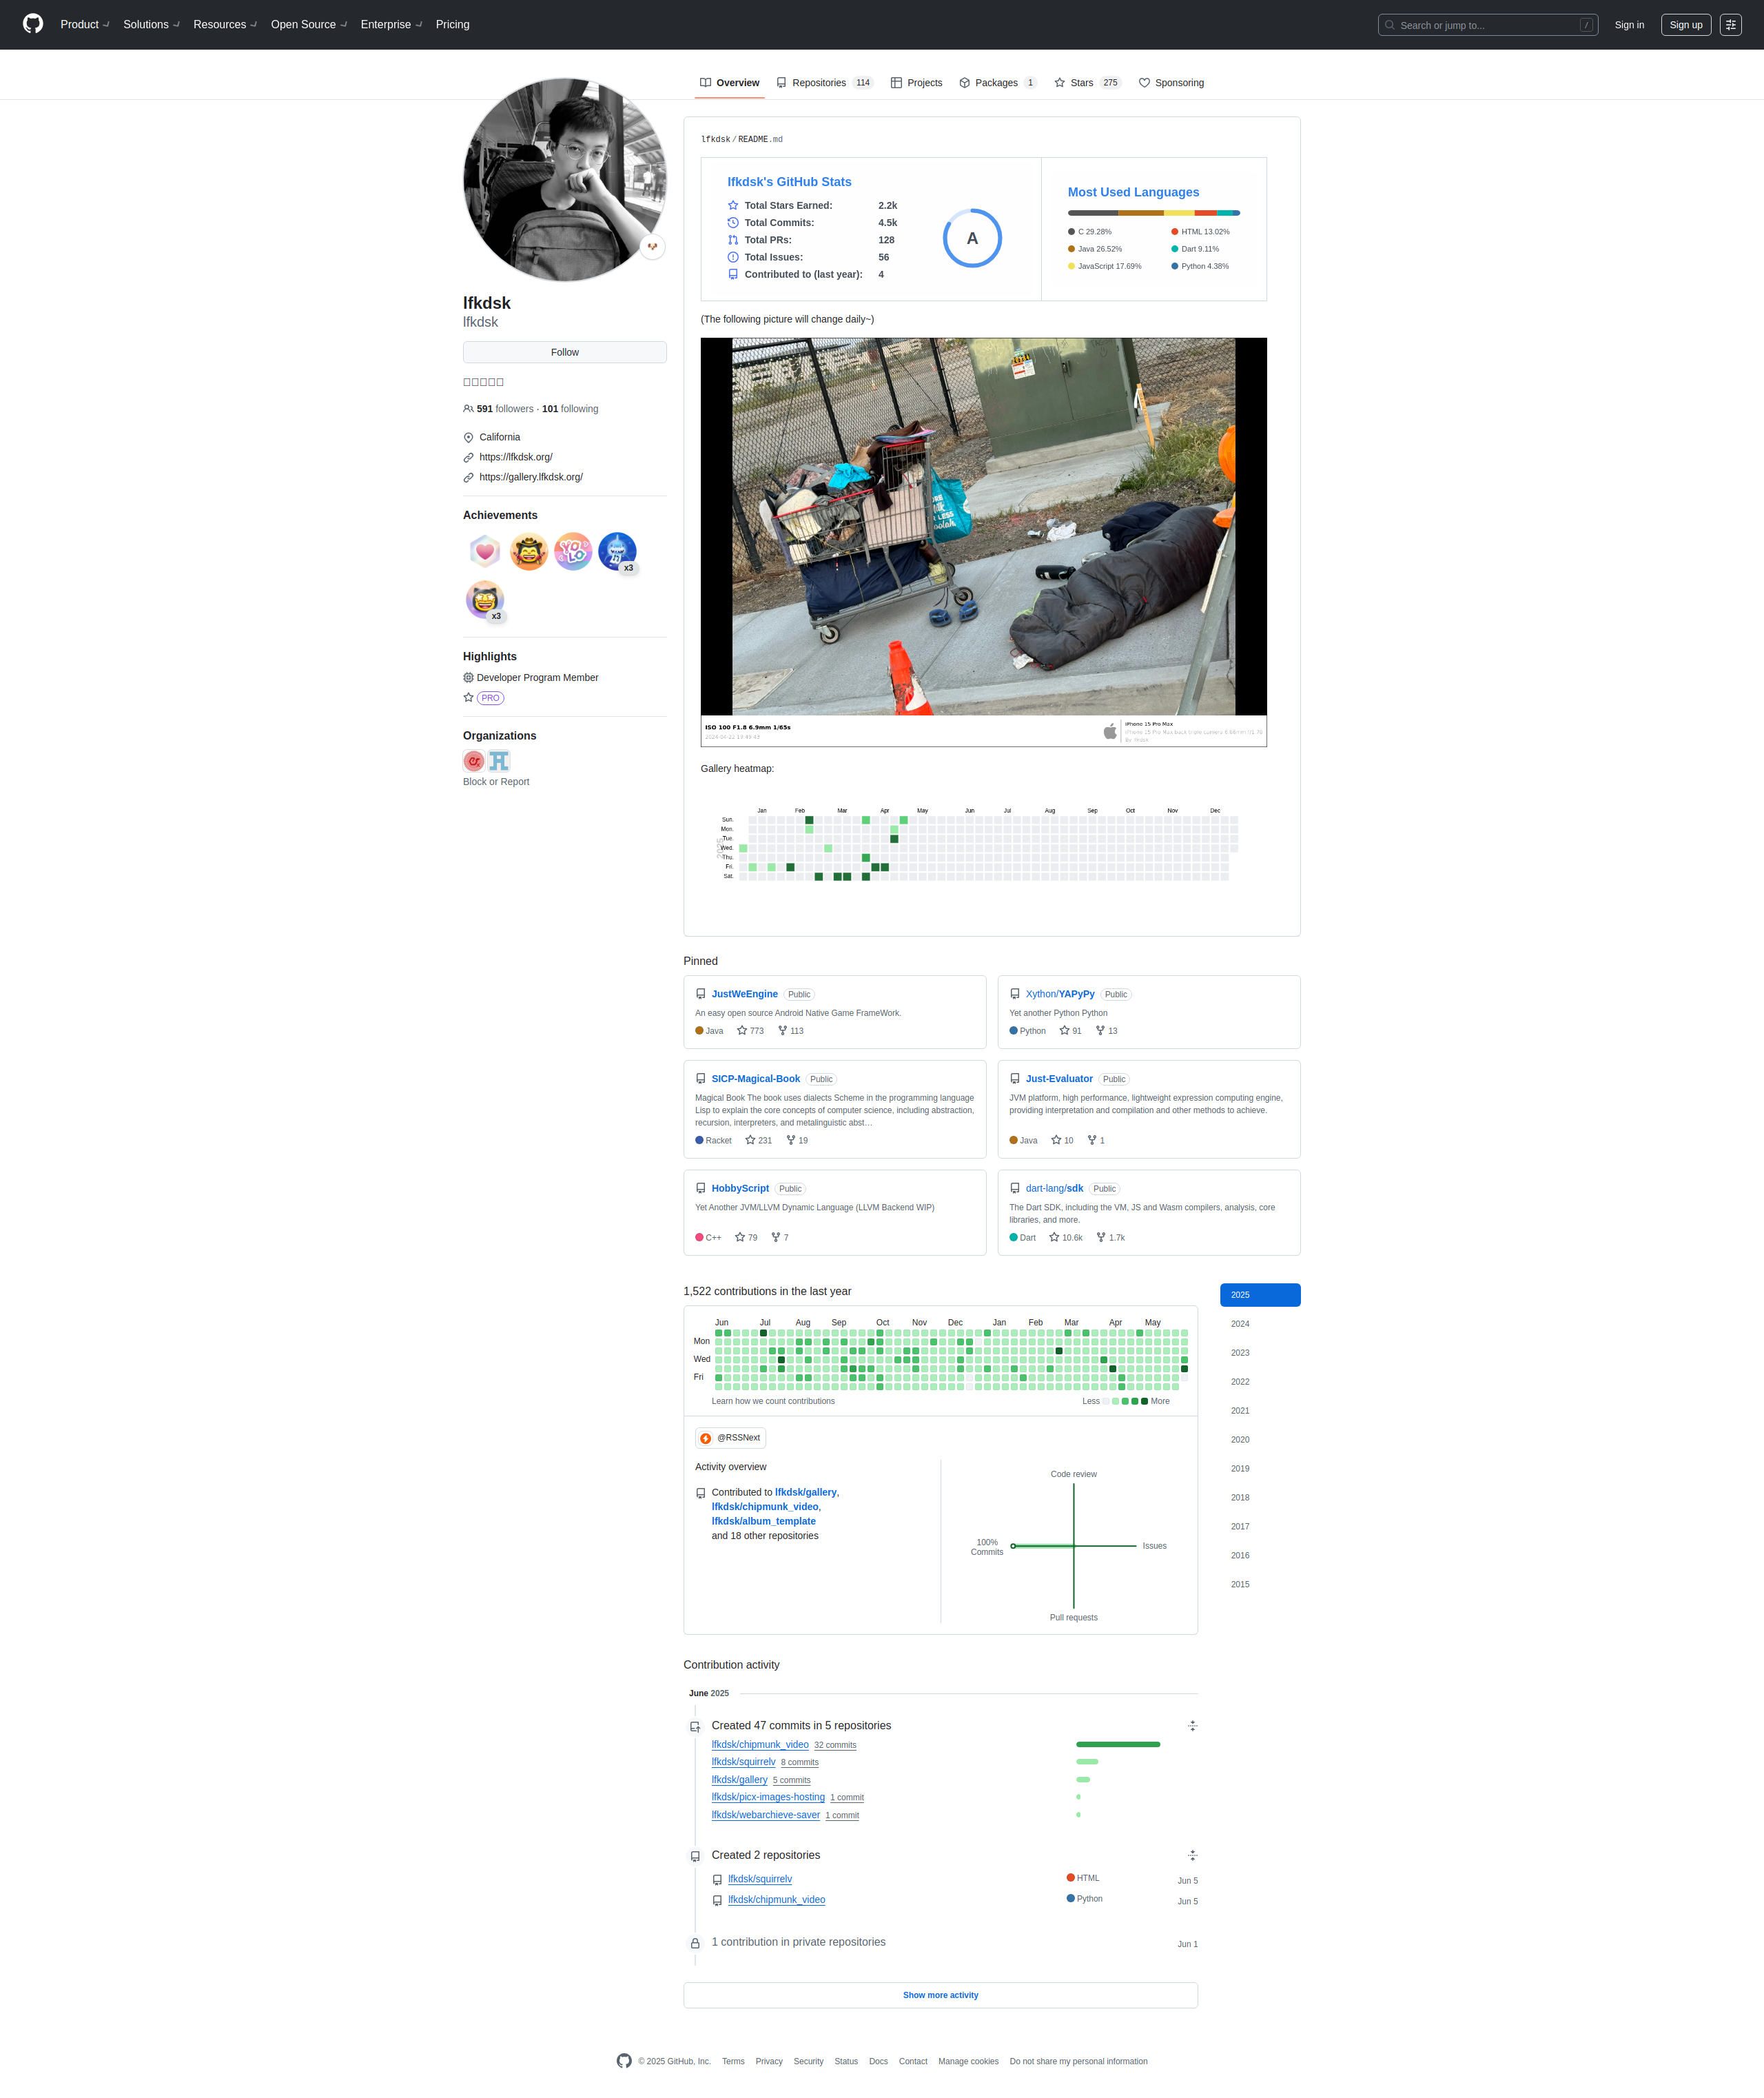 Product
Solutions
Resources
Open Source
Enterprise
Pricing
Search or jump to...
/
Sign in
Sign up
Overview
Repositories 114
Projects
Packages 1
Stars 275
Sponsoring
lfkdsk
lfkdsk
Follow
591 followers · 101 following
California
https://lfkdsk.org/
https://gallery.lfkdsk.org/
Achievements
YOLO
x3
x3
Highlights
Developer Program Member
PRO
Organizations
Block or Report
lfkdsk / README.md
lfkdsk's GitHub Stats
Total Stars Earned: 2.2k
Total Commits: 4.5k
Total PRs: 128
Total Issues: 56
Contributed to (last year): 4
A
Most Used Languages
C 29.28%
HTML 13.02%
Java 26.52%
Dart 9.11%
JavaScript 17.69%
Python 4.38%
(The following picture will change daily~)
ISO 100 F1.8 6.9mm 1/65s
iPhone 15 Pro Max
Gallery heatmap:
Jan Feb Mar Apr May Jun Jul Aug Sep Oct Nov Dec
Sun.
Mon.
Tue.
Wed.
Thu.
Fri.
Sat.
Pinned
JustWeEngine Public
An easy open source Android Native Game FrameWork.
Java 773 113
Xython/YAPyPy Public
Yet another Python Python
Python 91 13
SICP-Magical-Book Public
Magical Book The book uses dialects Scheme in the programming language
Lisp to explain the core concepts of computer science, including abstraction,
recursion, interpreters, and metalinguistic abst…
Racket 231 19
Just-Evaluator Public
JVM platform, high performance, lightweight expression computing engine,
providing interpretation and compilation and other methods to achieve.
Java 10 1
HobbyScript Public
Yet Another JVM/LLVM Dynamic Language (LLVM Backend WIP)
C++ 79 7
dart-lang/sdk Public
The Dart SDK, including the VM, JS and Wasm compilers, analysis, core
libraries, and more.
Dart 10.6k 1.7k
1,522 contributions in the last year
Jun Jul Aug Sep Oct Nov Dec Jan Feb Mar Apr May
Mon
Wed
Fri
Learn how we count contributions
Less
More
@RSSNext
Activity overview
Contributed to lfkdsk/gallery,
lfkdsk/chipmunk_video,
lfkdsk/album_template
and 18 other repositories
Code review
100%
Commits
Issues
Pull requests
2025
2024
2023
2022
2021
2020
2019
2018
2017
2016
2015
Contribution activity
June 2025
Created 47 commits in 5 repositories
lfkdsk/chipmunk_video 32 commits
lfkdsk/squirrelv 8 commits
lfkdsk/gallery 5 commits
lfkdsk/picx-images-hosting 1 commit
lfkdsk/webarchieve-saver 1 commit
Created 2 repositories
lfkdsk/squirrelv HTML Jun 5
lfkdsk/chipmunk_video Python Jun 5
1 contribution in private repositories Jun 1
Show more activity
© 2025 GitHub, Inc.
Terms
Privacy
Security
Status
Docs
Contact
Manage cookies
Do not share my personal information